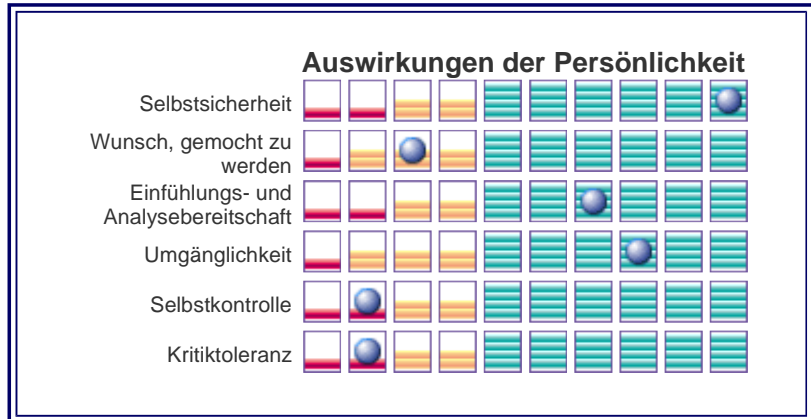 Auswirkungen der Persönlichkeit
Selbstsicherheit
Wunsch, gemocht zu
werden
Einfühlungs- und
Analysebereitschaft
Umgänglichkeit
Selbstkontrolle
Kritiktoleranz